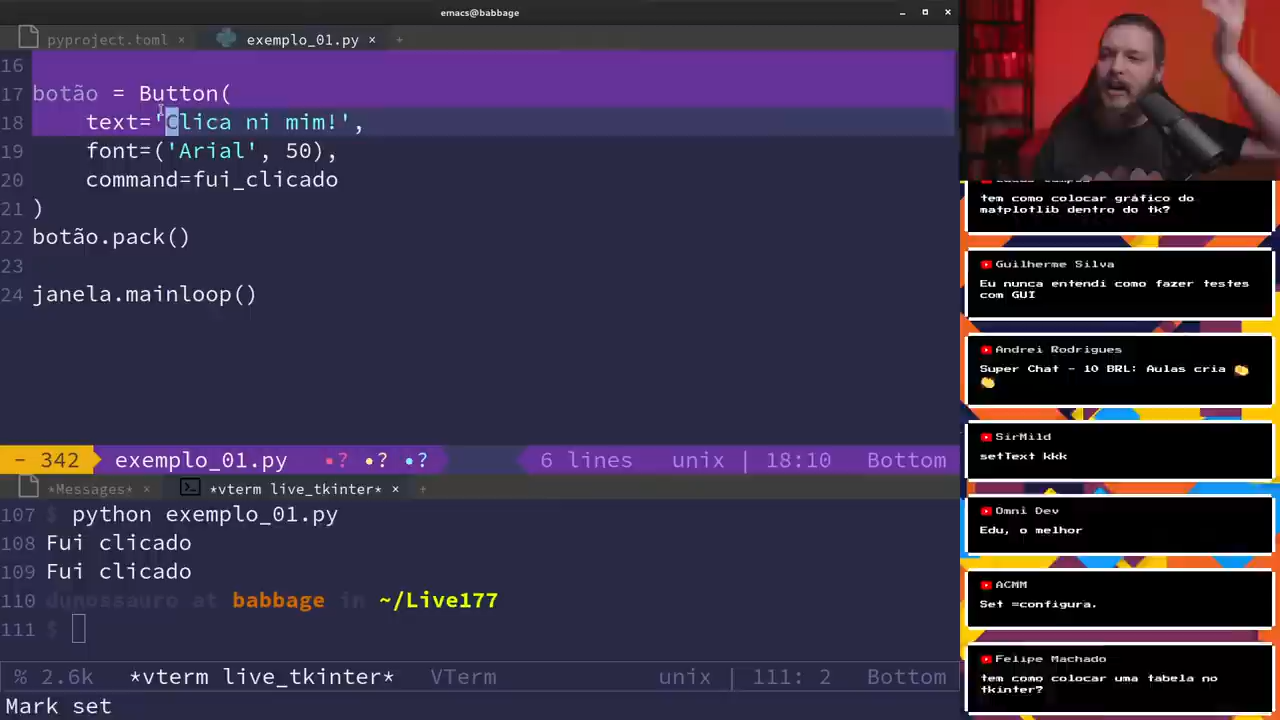 emacs@babbage
pyproject.toml × exemplo_01.py × +
16
17 botão = Button(
18 text='Clica ni mim!',
19 font=('Arial', 50),
20 command=fui_clicado
21 )
22 botão.pack()
23
24 janela.mainloop()
- 342 exemplo_01.py •? •? •? 6 lines unix | 18:10 Bottom
*Messages* × *vterm live_tkinter* × +
107 $ python exemplo_01.py
108 Fui clicado
109 Fui clicado
110 dunossauro at babbage in ~/Live177
111 $
% 2.6k *vterm live_tkinter* VTerm unix | 111: 2 Bottom
Mark set
tem como colocar gráfico do
matplotlib dentro do tk?
Guilherme Silva
Eu nunca entendi como fazer testes
com GUI
Andrei Rodrigues
Super Chat - 10 BRL: Aulas cria 👏
👏
SirMild
setText kkk
Omni Dev
Edu, o melhor
ACMM
Set =configura.
Felipe Machado
tem como colocar uma tabela no
tkinter?